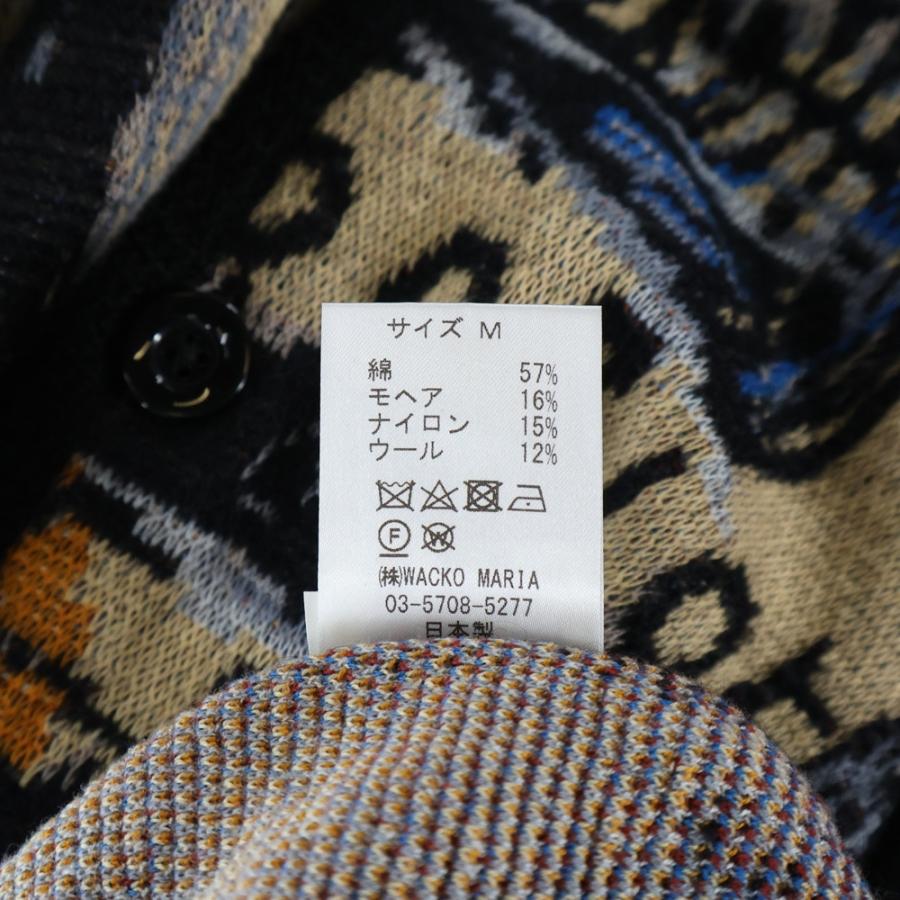 サイズ M
綿 57%
モヘア 16%
ナイロン 15%
ウール 12%
F W
㈱WACKO MARIA
03-5708-5277
日本製